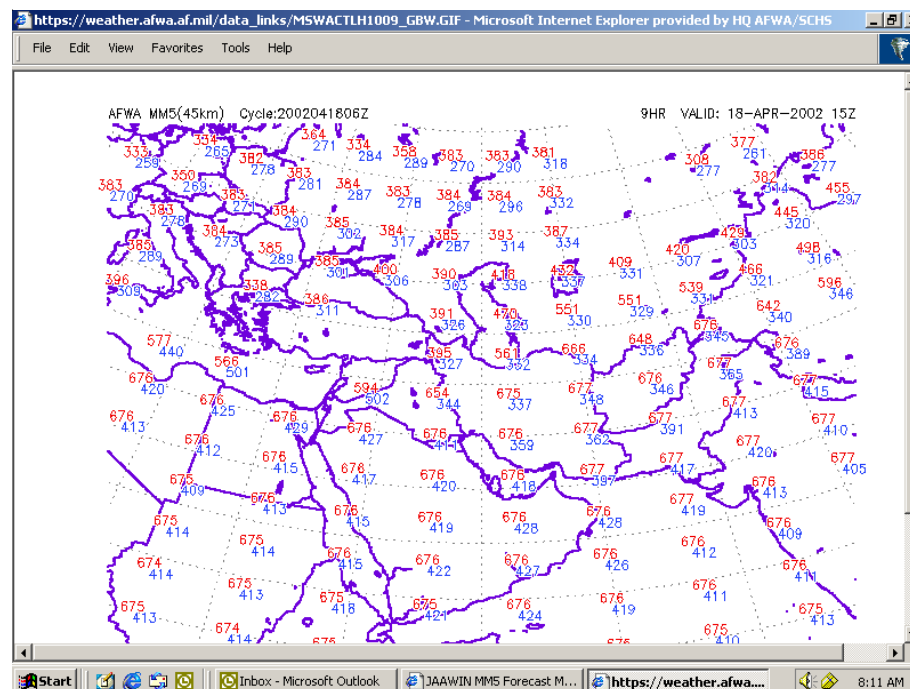 https://weather.afwa.af.mil/data_links/MSWACTLH1009_GBW.GIF - Microsoft Internet Explorer provided by HQ AFWA/SCHS
File Edit View Favorites Tools Help
AFWA MM5(45km) Cycle:2002041806Z 9HR VALID: 18-APR-2002 15Z
333 334 382 364 334 358 383 383 381 308 377 386
259 265 278 271 284 289 270 290 318 277 261 277
383 350 383 383 384 383 384 384 383 382 455
270 269 271 281 287 278 269 296 332 314 297
383 384 384 385 384 385 393 387 420 429 445
278 273 290 302 317 287 314 334 307 303 320
385 385 385 400 390 418 432 409 466 498
289 289 301 306 303 338 337 331 321 316
396 338 386 391 470 551 551 539 642 596
309 282 311 326 323 330 329 331 340 346
577 566 395 561 666 648 676 676
440 501 327 332 334 336 345 389
676 676 594 654 675 677 676 677 677
420 425 502 344 337 348 346 365 415
676 676 676 676 676 676 677 677 677 677
413 412 429 427 411 359 362 391 413 410
675 676 676 676 676 677 677 677 677
409 415 417 420 418 397 417 420 405
675 676 676 676 676 676 677 676
414 413 415 419 428 428 419 413
674 675 676 676 676 676 676 676
414 414 415 422 427 426 412 409
675 675 675 675 676 676 676 676
413 413 418 421 424 419 411 411
674 675 675 675 675
414 410 413
Start Inbox - Microsoft Outlook JAAWIN MM5 Forecast M... https://weather.afwa.... 8:11 AM